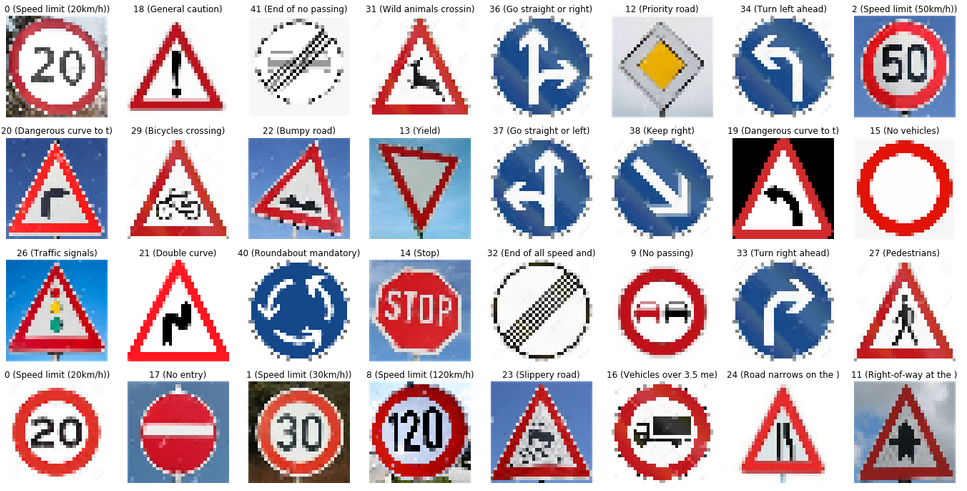 0 (Speed limit (20km/h)) 18 (General caution) 41 (End of no passing) 31 (Wild animals crossin) 36 (Go straight or right) 12 (Priority road) 34 (Turn left ahead) 2 (Speed limit (50km/h))
20 50
20 (Dangerous curve to t) 29 (Bicycles crossing) 22 (Bumpy road) 13 (Yield) 37 (Go straight or left) 38 (Keep right) 19 (Dangerous curve to t) 15 (No vehicles)
26 (Traffic signals) 21 (Double curve) 40 (Roundabout mandatory) 14 (Stop) 32 (End of all speed and) 9 (No passing) 33 (Turn right ahead) 27 (Pedestrians)
STOP
0 (Speed limit (20km/h)) 17 (No entry) 1 (Speed limit (30km/h)) 8 (Speed limit (120km/h)) 23 (Slippery road) 16 (Vehicles over 3.5 me) 24 (Road narrows on the ) 11 (Right-of-way at the )
20 30 120